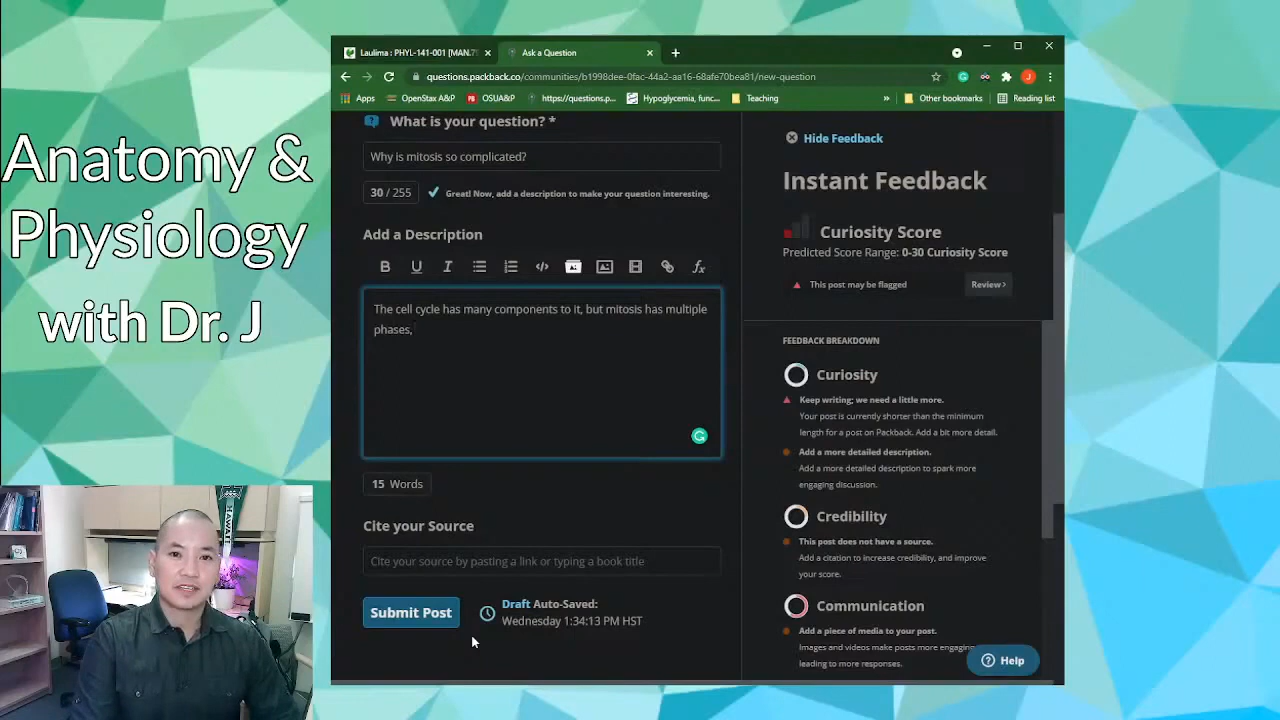 Anatomy &
Physiology
with Dr. J
Laulima : PHYL-141-001 [MAN.?
Ask a Question
questions.packback.co/communities/b1998dee-0fac-44a2-aa16-68afe70bea81/new-question
Apps
OpenStax A&P
OSUA&P
https://questions.p...
Hypoglycemia, func...
Teaching
»
Other bookmarks
Reading list
What is your question? *
Why is mitosis so complicated?
30 / 255
Great! Now, add a description to make your question interesting.
Add a Description
B U I
The cell cycle has many components to it, but mitosis has multiple
phases,
15 Words
Cite your Source
Cite your source by pasting a link or typing a book title
Submit Post
Draft Auto-Saved:
Wednesday 1:34:13 PM HST
Hide Feedback
Instant Feedback
Curiosity Score
Predicted Score Range: 0-30 Curiosity Score
This post may be flagged
Review ›
FEEDBACK BREAKDOWN
Curiosity
Keep writing; we need a little more.
Your post is currently shorter than the minimum
length for a post on Packback. Add a bit more detail.
Add a more detailed description.
Add a more detailed description to spark more
engaging discussion.
Credibility
This post does not have a source.
Add a citation to increase credibility, and improve
your score.
Communication
Add a piece of media to your post.
Images and videos make posts more engaging,
leading to more responses.
Help